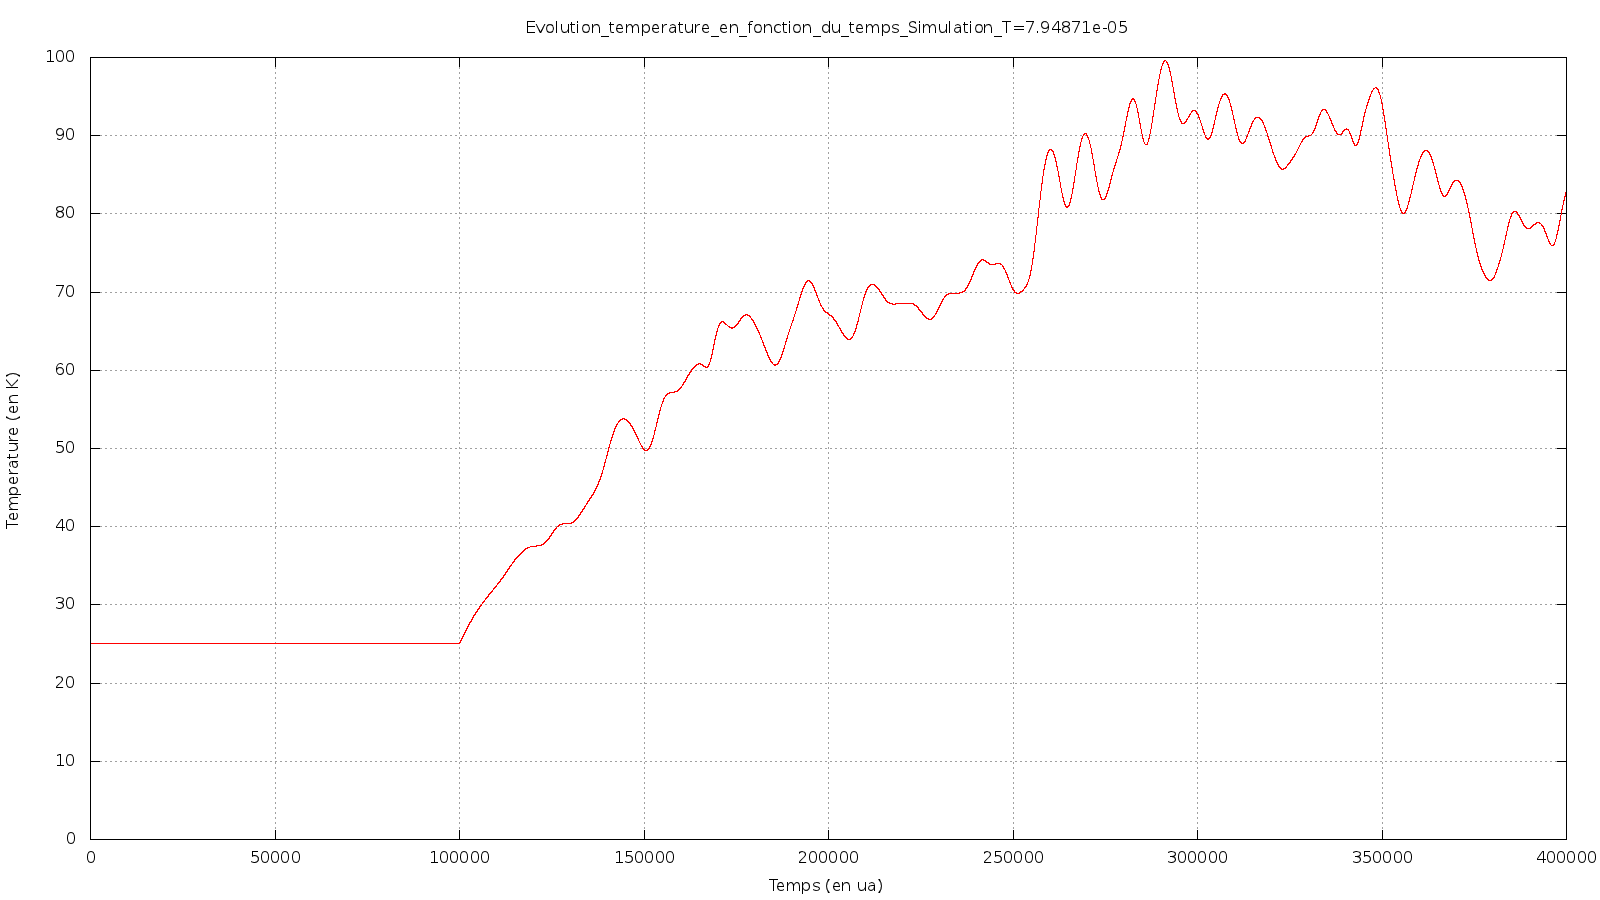 Evolution_temperature_en_fonction_du_temps_Simulation_T=7.94871e-05
100
90
80
70
60
50
40
30
20
10
0
Temperature (en K)
0 50000 100000 150000 200000 250000 300000 350000 400000
Temps (en ua)